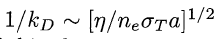 1/k_D ∼ [η/n_e σ_T a]^{1/2}